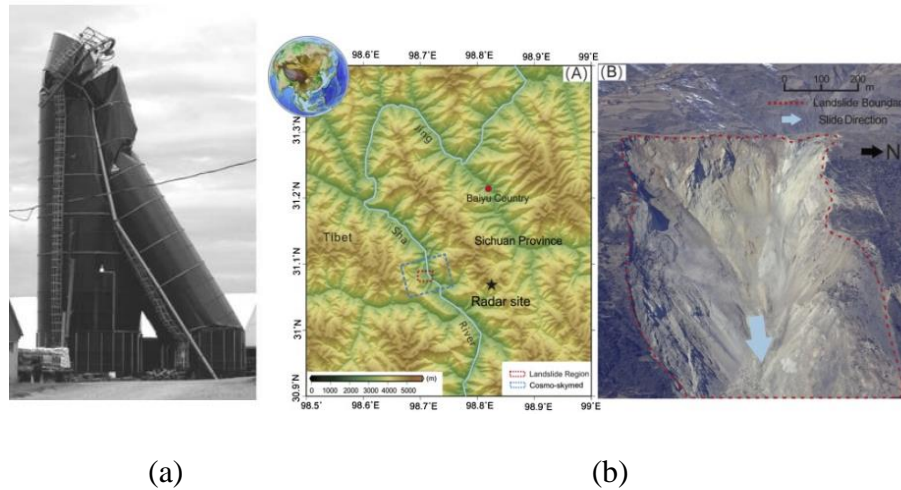 98.6°E
98.7°E
98.8°E
98.9°E
(A)
31.3°N
31.2°N
31.1°N
31°N
30.9°N
Jing
Sha
River
Baiyu Country
Tibet
Sichuan Province
Radar site
(m)
0 1000 2000 3000 4000 5000
Landslide Region
Cosmo-skymed
98.5°E
98.6°E
98.7°E
98.8°E
98.9°E
99°E
(B)
0 100 200
m
Landslide Boundar
Slide Direction
N
(a)
(b)